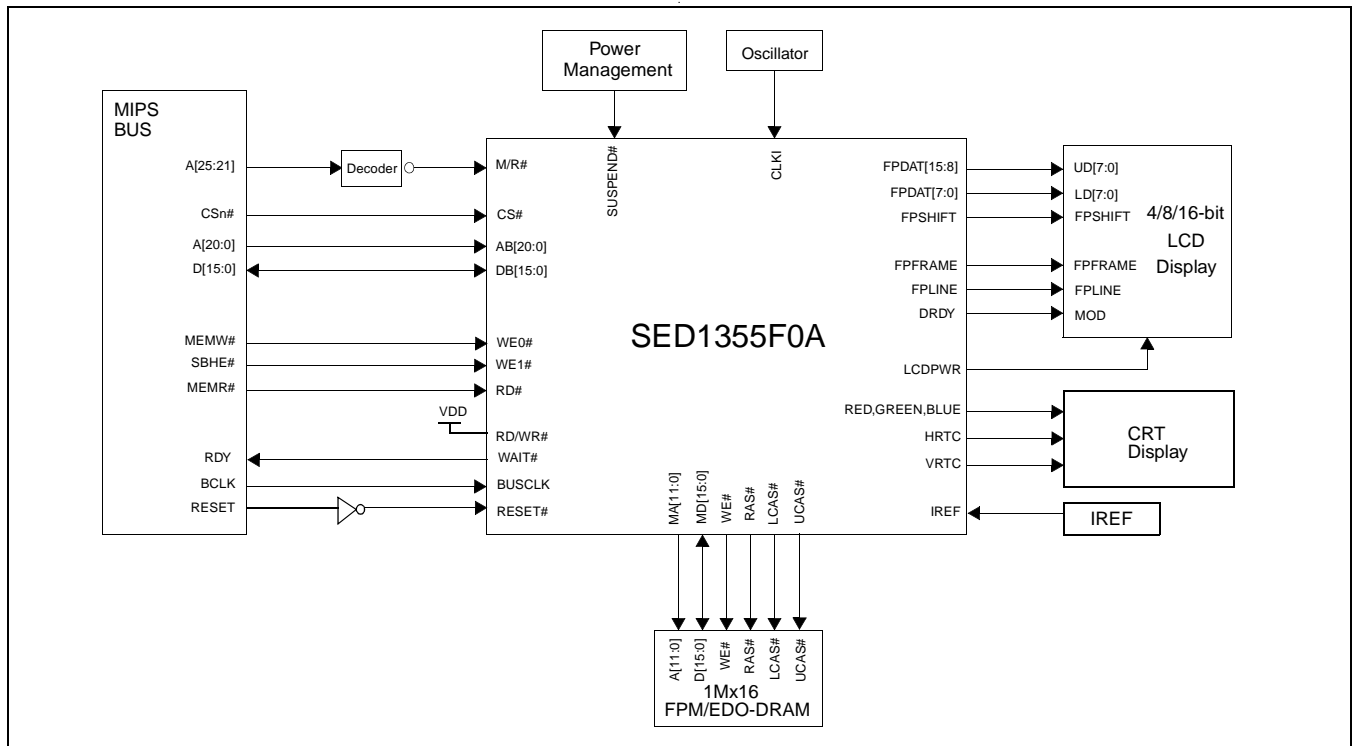 Power
Management
Oscillator
MIPS
BUS
A[25:21]
Decoder
M/R#
CSn#
CS#
A[20:0]
AB[20:0]
D[15:0]
DB[15:0]
MEMW#
WE0#
SBHE#
WE1#
MEMR#
RD#
VDD
RD/WR#
RDY
WAIT#
BCLK
BUSCLK
RESET
RESET#
SUSPEND#
CLKI
SED1355F0A
FPDAT[15:8]
UD[7:0]
FPDAT[7:0]
LD[7:0]
FPSHIFT
FPSHIFT
4/8/16-bit
LCD
Display
FPFRAME
FPFRAME
FPLINE
FPLINE
DRDY
MOD
LCDPWR
RED,GREEN,BLUE
HRTC
VRTC
CRT
Display
IREF
IREF
MA[11:0]
MD[15:0]
WE#
RAS#
LCAS#
UCAS#
A[11:0]
D[15:0]
WE#
RAS#
LCAS#
UCAS#
1Mx16
FPM/EDO-DRAM